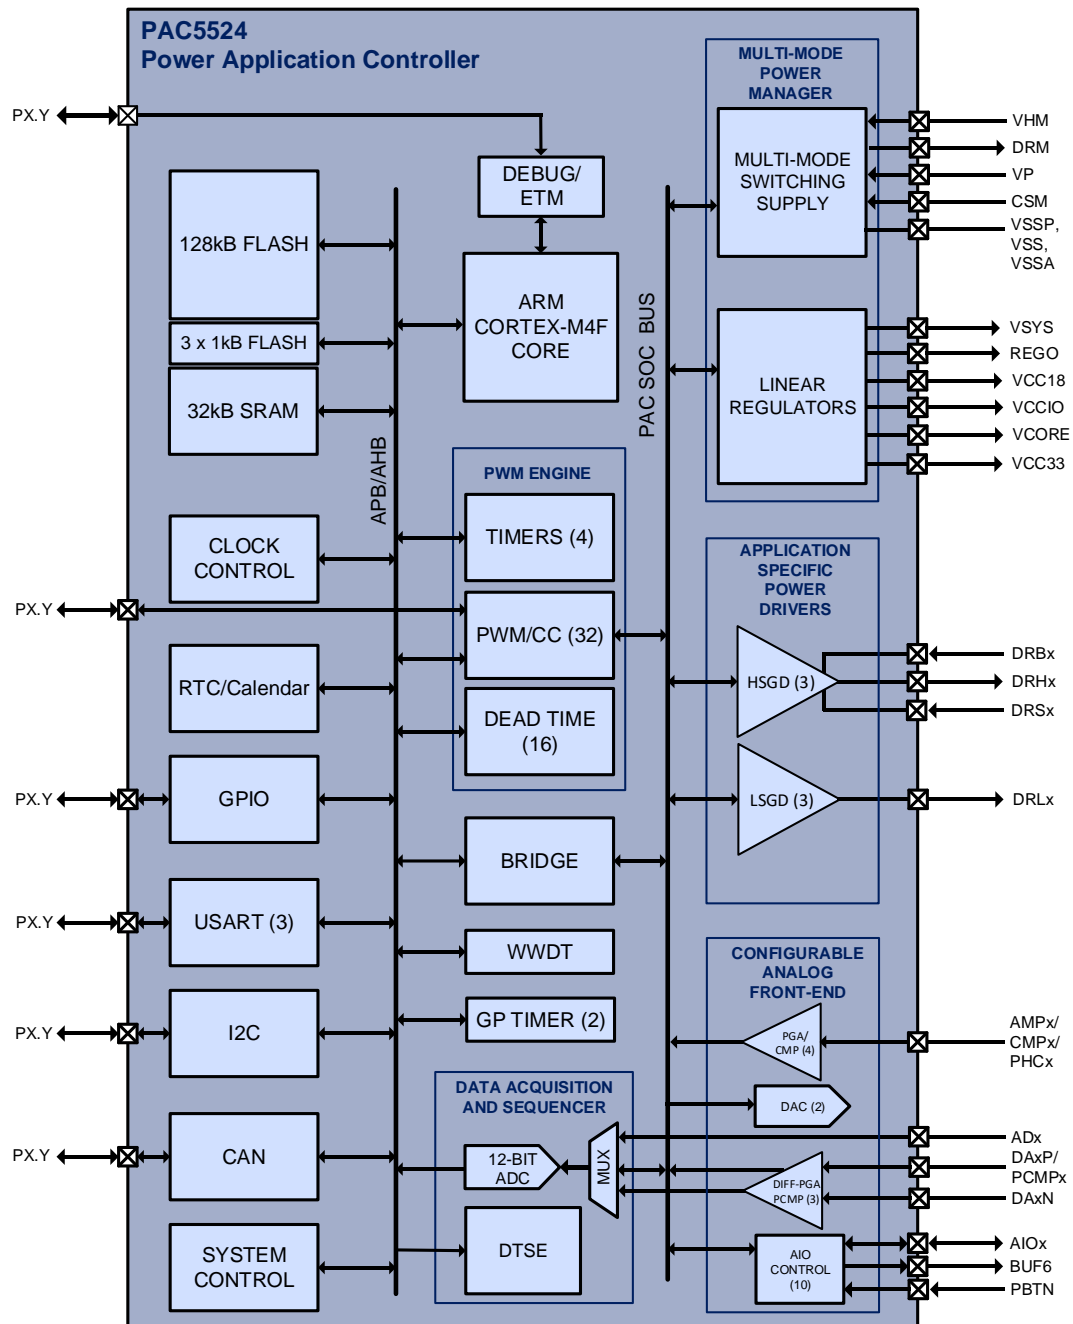 PAC5524
Power Application Controller
PX.Y
DEBUG/
ETM
128kB FLASH
3 x 1kB FLASH
32kB SRAM
ARM
CORTEX-M4F
CORE
APB/AHB
PAC SOC BUS
CLOCK
CONTROL
PX.Y
RTC/Calendar
PX.Y
GPIO
PX.Y
USART (3)
PX.Y
I2C
PX.Y
CAN
SYSTEM
CONTROL
PWM ENGINE
TIMERS (4)
PWM/CC (32)
DEAD TIME
(16)
BRIDGE
WWDT
GP TIMER (2)
DATA ACQUISITION
AND SEQUENCER
12-BIT
ADC
MUX
DTSE
MULTI-MODE
POWER
MANAGER
MULTI-MODE
SWITCHING
SUPPLY
VHM
DRM
VP
CSM
VSSP,
VSS,
VSSA
LINEAR
REGULATORS
VSYS
REGO
VCC18
VCCIO
VCORE
VCC33
APPLICATION
SPECIFIC
POWER
DRIVERS
HSGD (3)
DRBx
DRHx
DRSx
LSGD (3)
DRLx
CONFIGURABLE
ANALOG
FRONT-END
PGA/
CMP (4)
AMPx/
CMPx/
PHCx
DAC (2)
ADx
DIFF-PGA
PCMP (3)
DAxP/
PCMPx
DAxN
AIO
CONTROL
(10)
AIOx
BUF6
PBTN